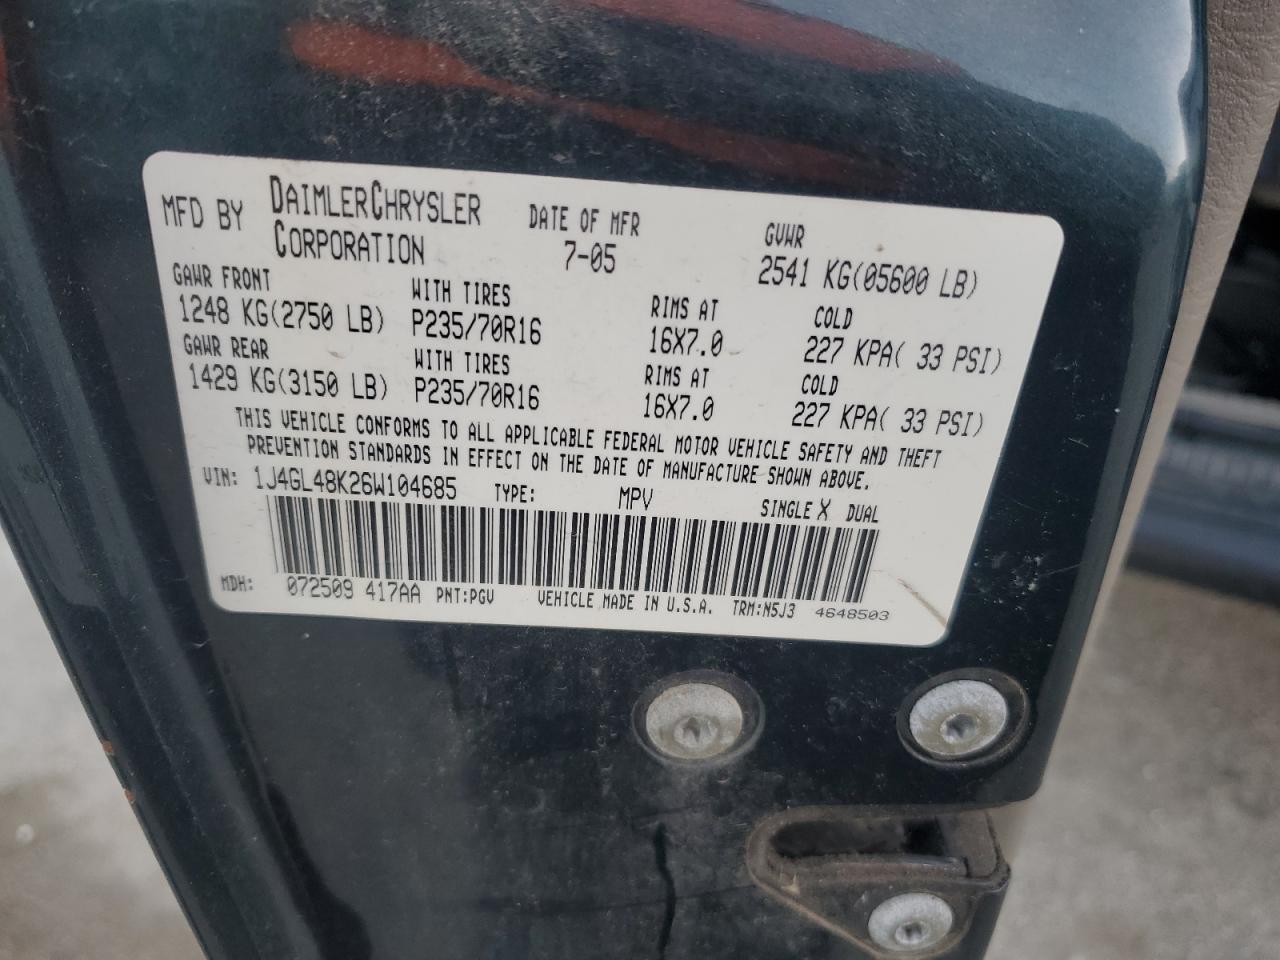 MFD BY DAIMLERCHRYSLER CORPORATION DATE OF MFR 7-05 GVWR 2541 KG(05600 LB)
GAWR FRONT WITH TIRES RIMS AT COLD
1248 KG(2750 LB) P235/70R16 16X7.0 227 KPA( 33 PSI)
GAWR REAR WITH TIRES RIMS AT COLD
1429 KG(3150 LB) P235/70R16 16X7.0 227 KPA( 33 PSI)
THIS VEHICLE CONFORMS TO ALL APPLICABLE FEDERAL MOTOR VEHICLE SAFETY AND THEFT
PREVENTION STANDARDS IN EFFECT ON THE DATE OF MANUFACTURE SHOWN ABOVE.
VIN: 1J4GL48K26W104685 TYPE: MPV SINGLE X DUAL
MDH: 072509 417AA PNT:PGV VEHICLE MADE IN U.S.A. TRM:N5J3 4648503